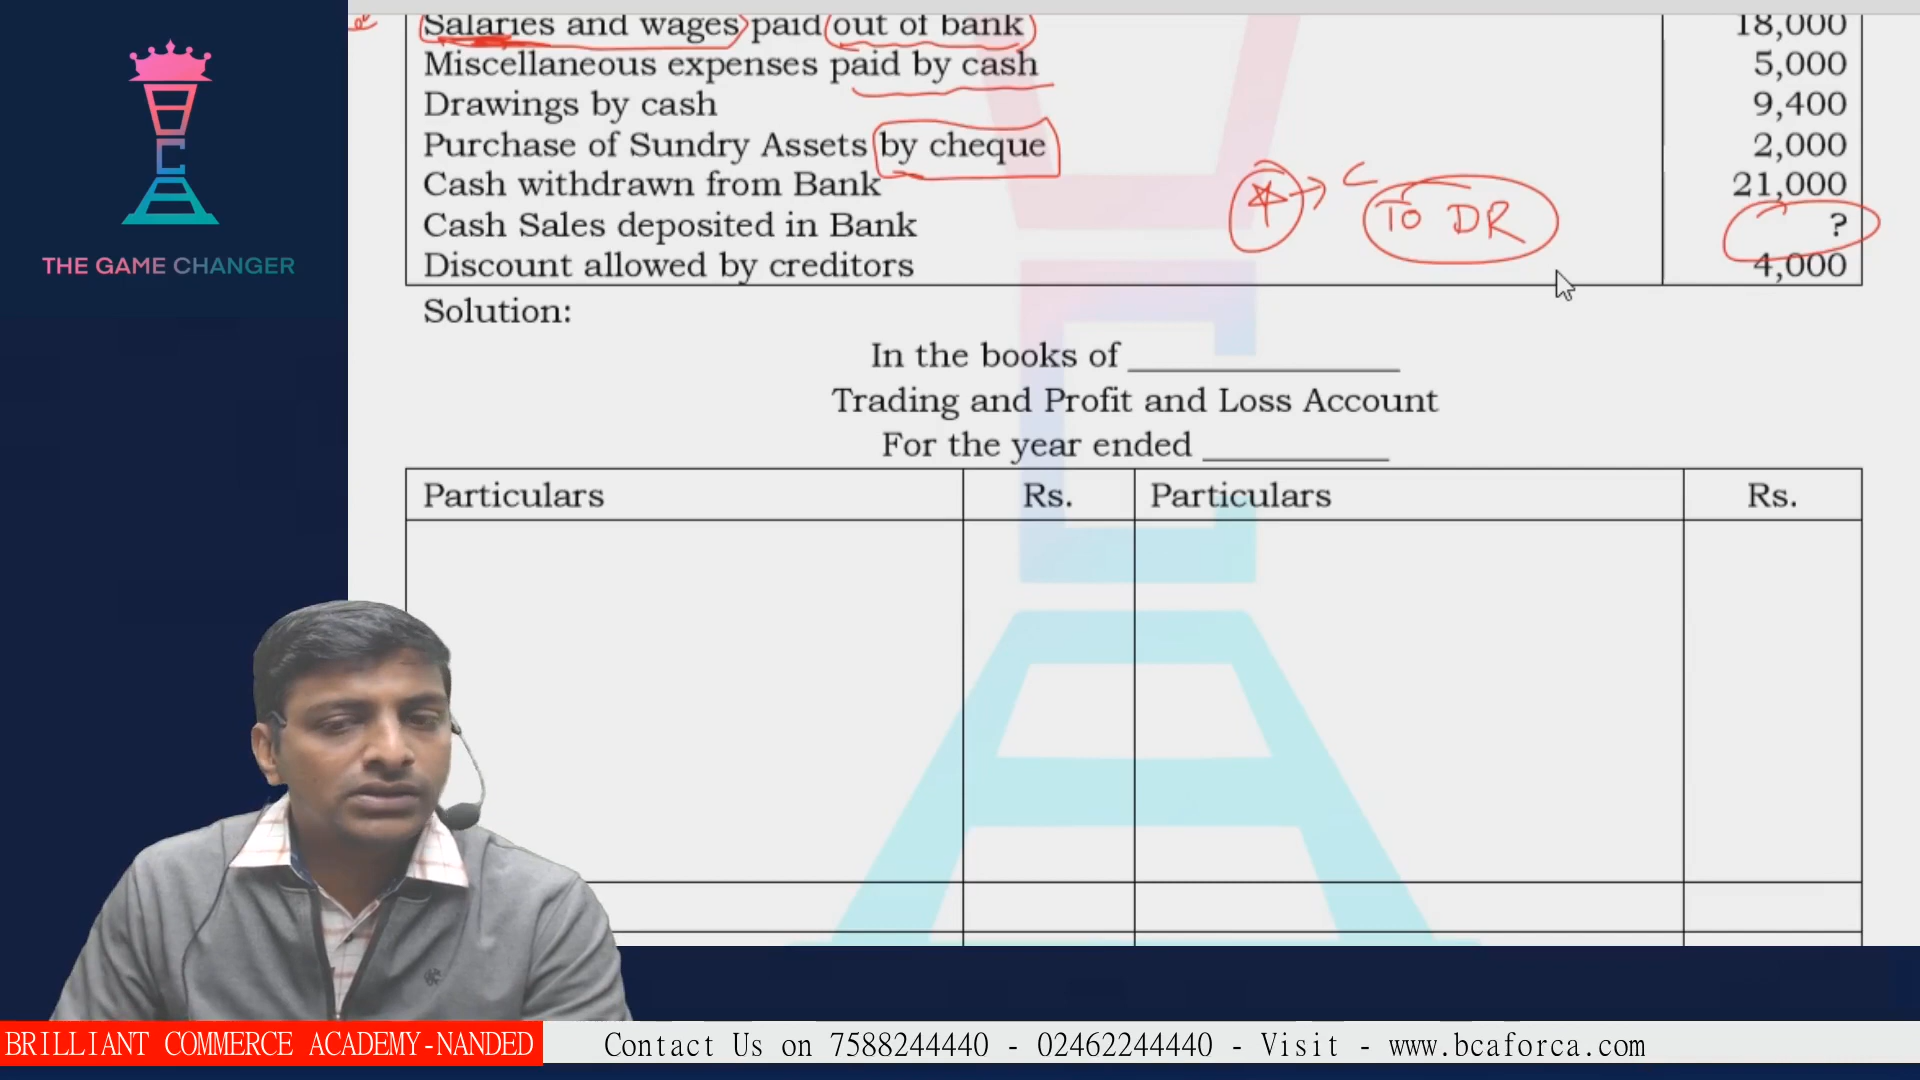 Salaries and wages paid out of bank 18,000
Miscellaneous expenses paid by cash 5,000
Drawings by cash 9,400
Purchase of Sundry Assets by cheque 2,000
Cash withdrawn from Bank 21,000
TO DR
Cash Sales deposited in Bank ?
Discount allowed by creditors 4,000
THE GAME CHANGER
Solution:
In the books of
Trading and Profit and Loss Account
For the year ended
Particulars Rs. Particulars Rs.
BRILLIANT COMMERCE ACADEMY-NANDED Contact Us on 7588244440 - 02462244440 - Visit - www.bcaforca.com